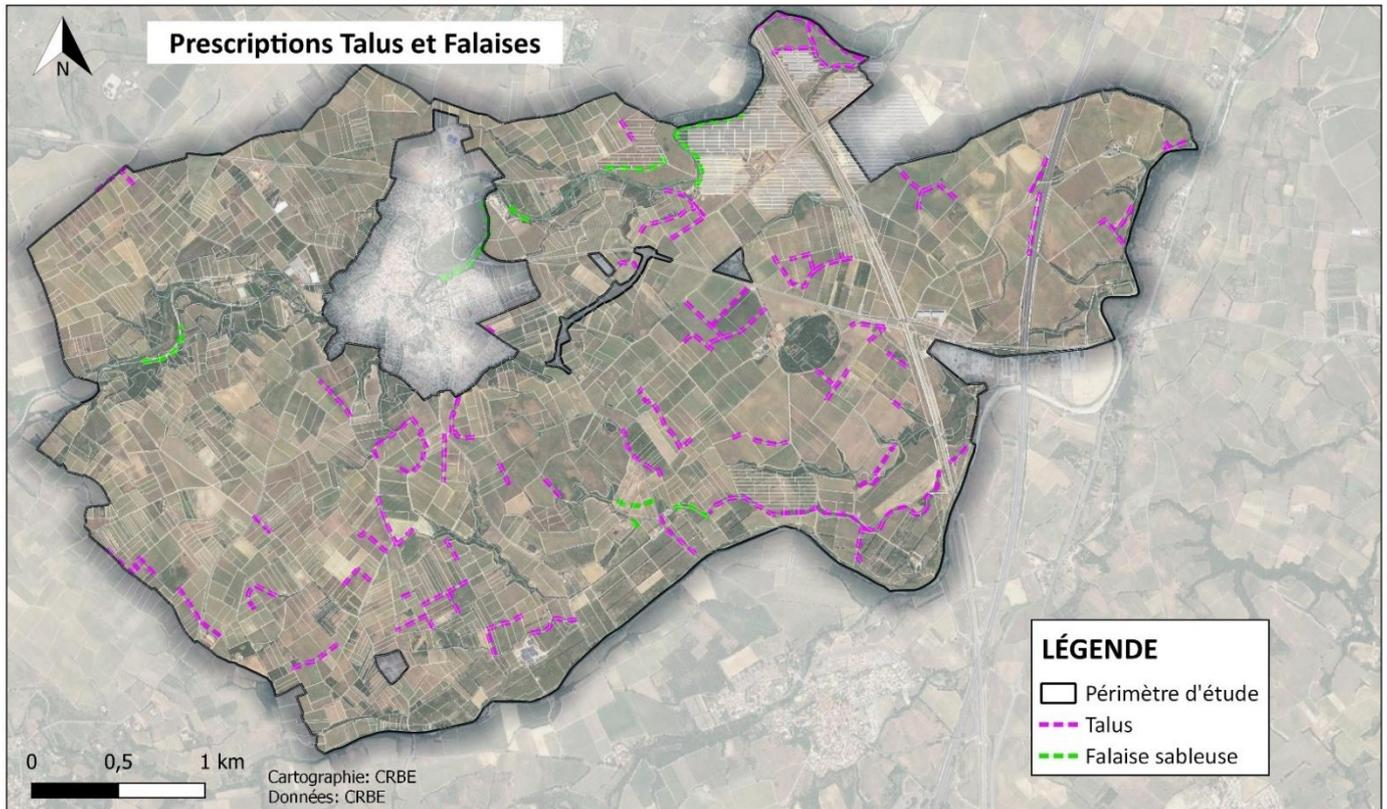 Prescriptions Talus et Falaises
N
LÉGENDE
Périmètre d'étude
Talus
Falaise sableuse
0 0,5 1 km
Cartographie: CRBE
Données: CRBE